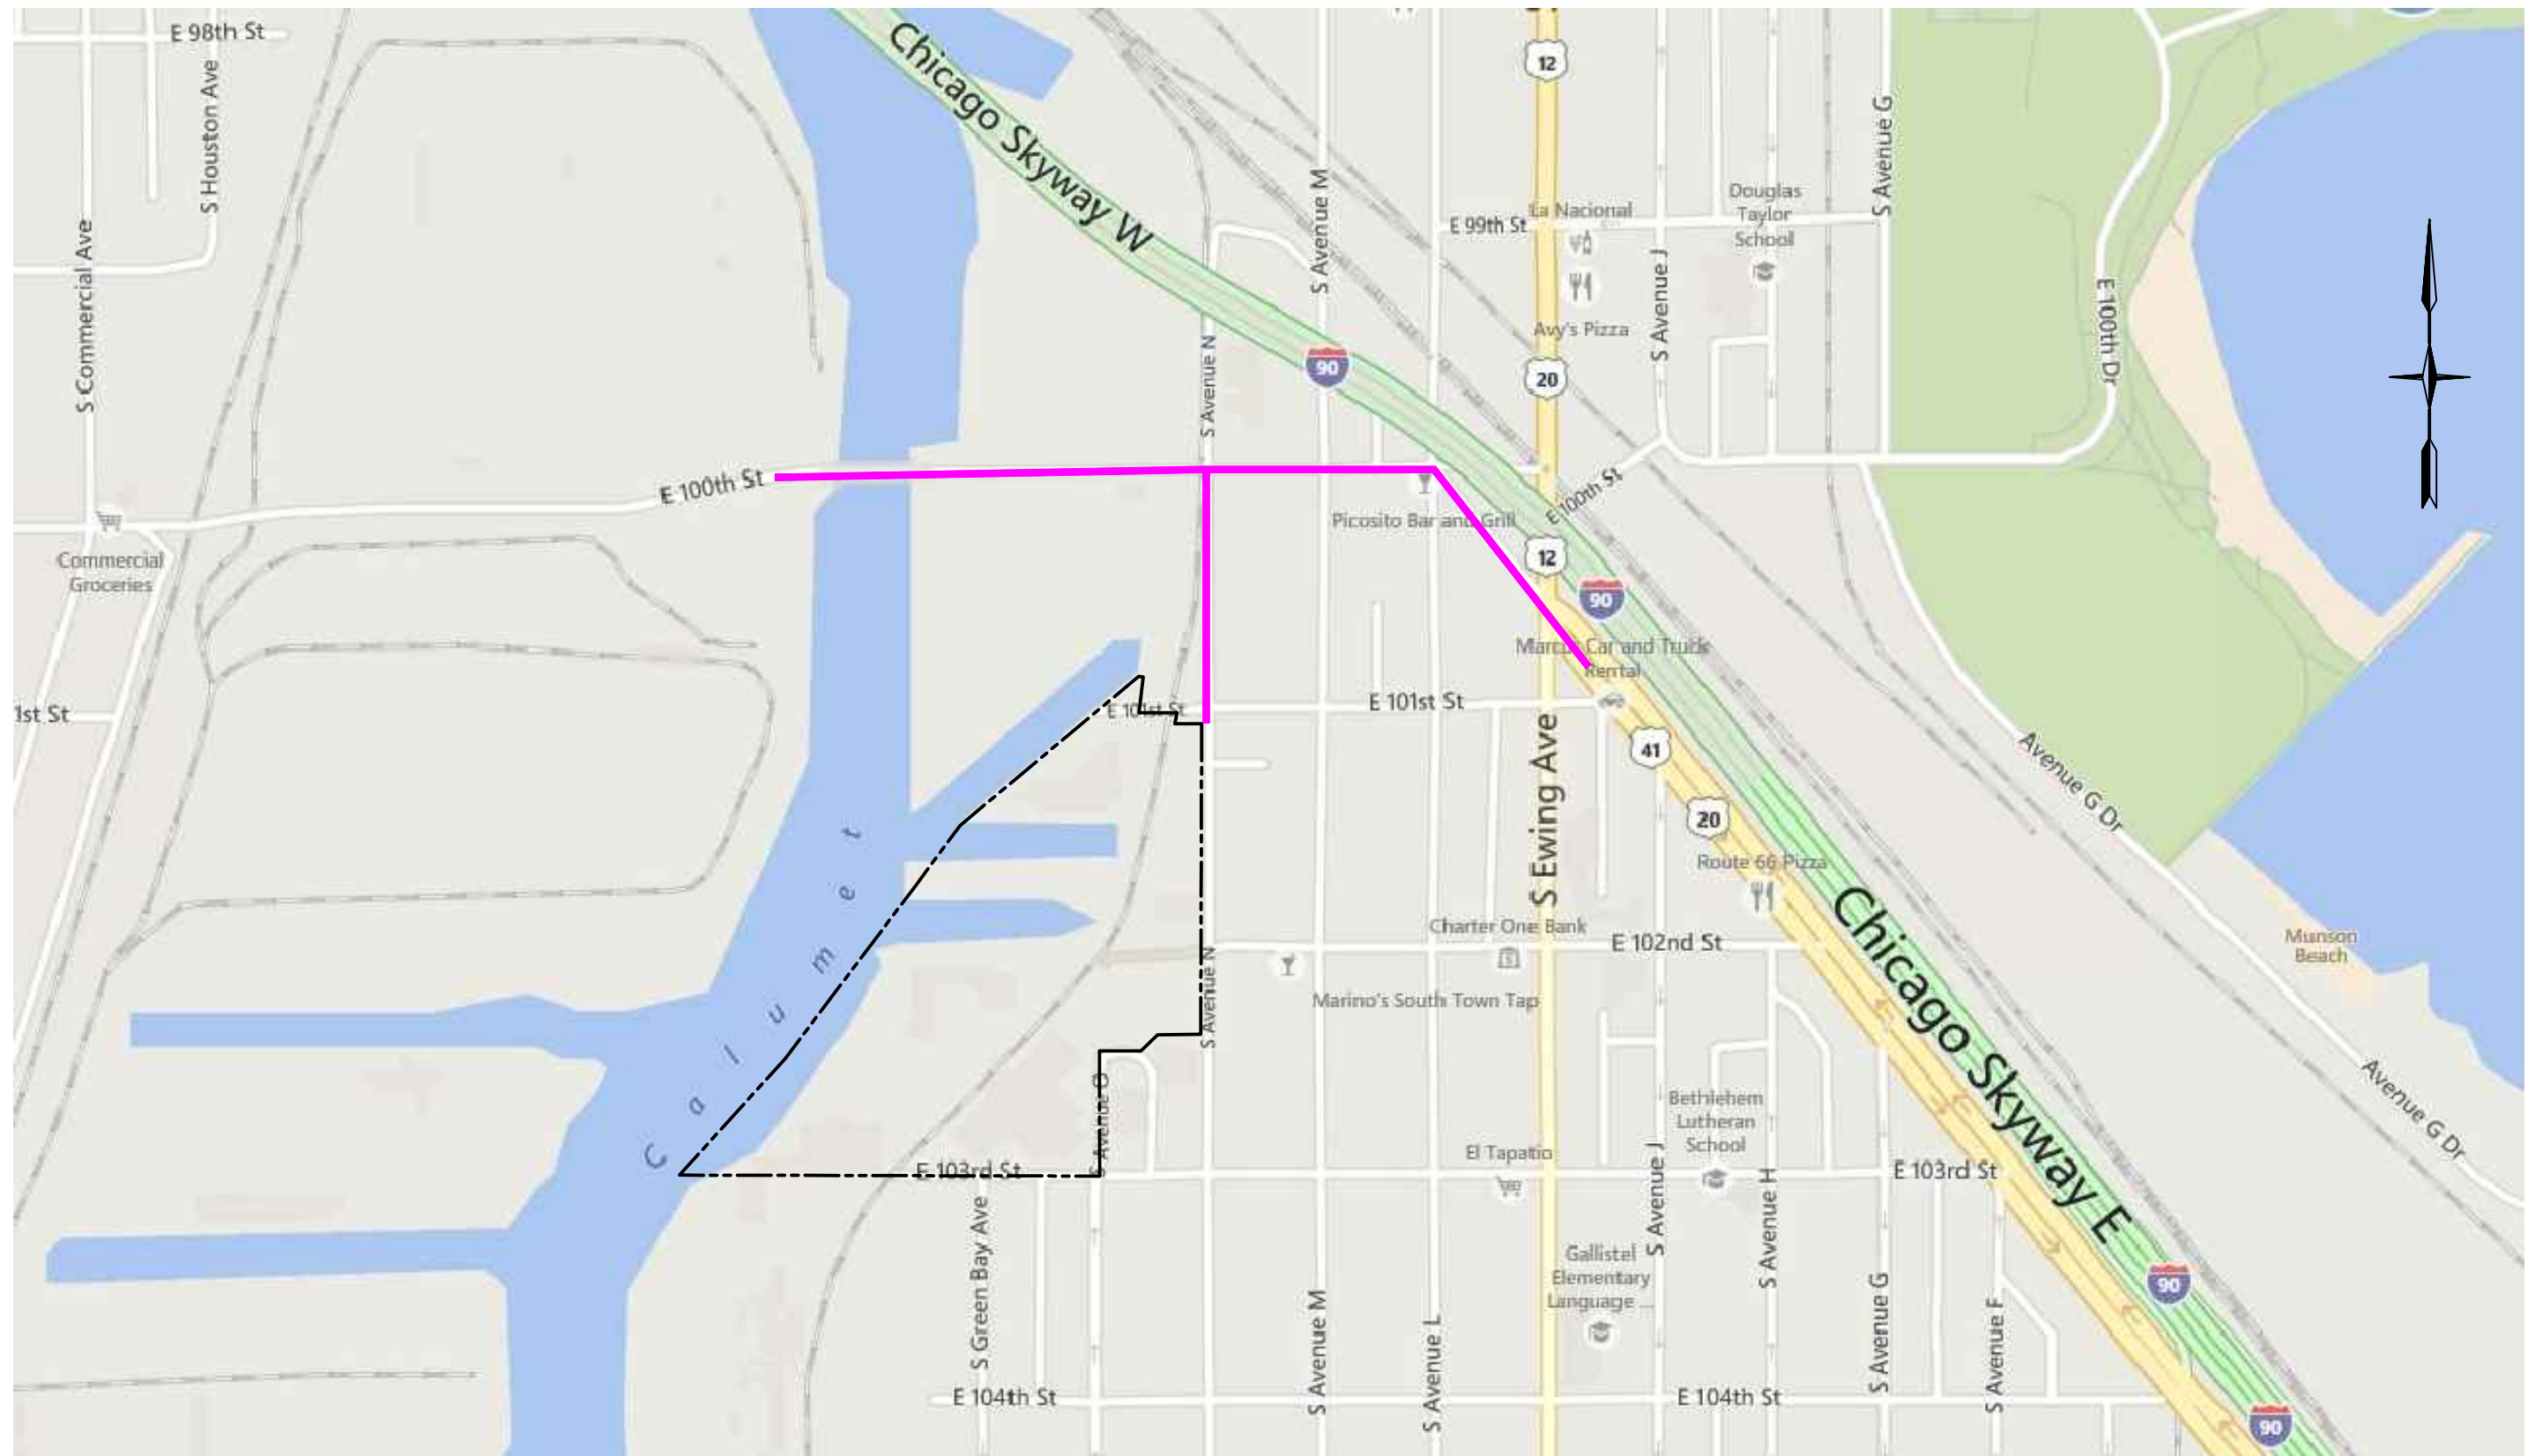 E 98th St
S Houston Ave
S Commercial Ave
Chicago Skyway W
12
S Avenue M
S Avenue G
La Nacional
E 99th St
Douglas
Taylor
School
S Avenue J
Avy's Pizza
E 100th Dr
S Avenue N
90
20
E 100th St
E 100th St
Picosito Bar and Grill
12
90
Commercial
Groceries
Marcus Car and Truck
Rental
E 101st St
E 101st St
1st St
S Ewing Ave
41
20
Avenue G Dr
Route 66 Pizza
Calumet
Charter One Bank
E 102nd St
Chicago Skyway E
Munson
Beach
S Avenue N
Marino's South Town Tap
S Avenue O
Bethlehem
Lutheran
School
Avenue G Dr
El Tapatio
E 103rd St
E 103rd St
S Avenue J
S Avenue H
S Green Bay Ave
Gallistel
Elementary
Language ...
S Avenue M
S Avenue L
S Avenue G
S Avenue F
90
E 104th St
E 104th St
90